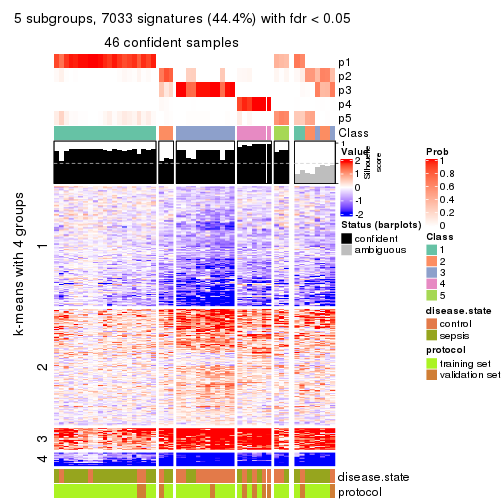 5 subgroups, 7033 signatures (44.4%) with fdr < 0.05
46 confident samples
p1
p2
p3
p4
p5
Class
1
Silhouette
score
k-means with 4 groups
1
2
3
4
disease.state
protocol
Value
2
1
0
-1
-2
Status (barplots)
confident
ambiguous
Prob
1
0.8
0.6
0.4
0.2
0
Class
1
2
3
4
5
disease.state
control
sepsis
protocol
training set
validation set